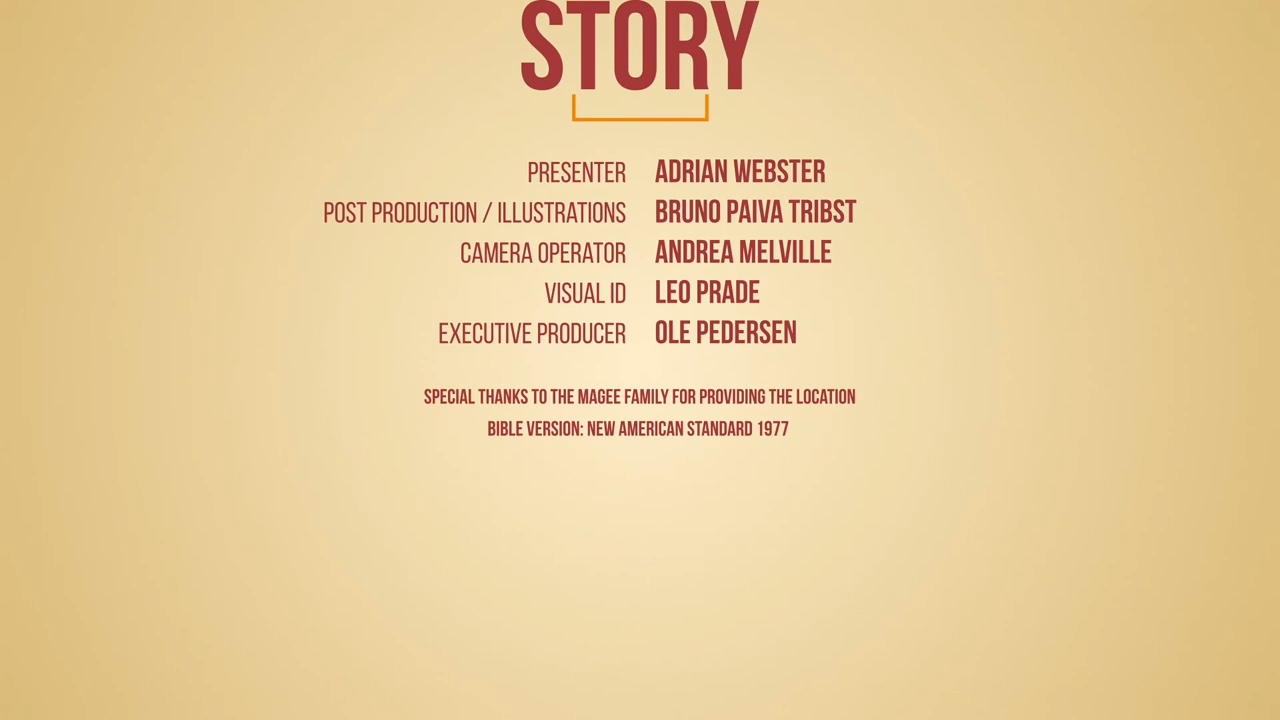 STORY
PRESENTER ADRIAN WEBSTER
POST PRODUCTION / ILLUSTRATIONS BRUNO PAIVA TRIBST
CAMERA OPERATOR ANDREA MELVILLE
VISUAL ID LEO PRADE
EXECUTIVE PRODUCER OLE PEDERSEN
SPECIAL THANKS TO THE MAGEE FAMILY FOR PROVIDING THE LOCATION
BIBLE VERSION: NEW AMERICAN STANDARD 1977